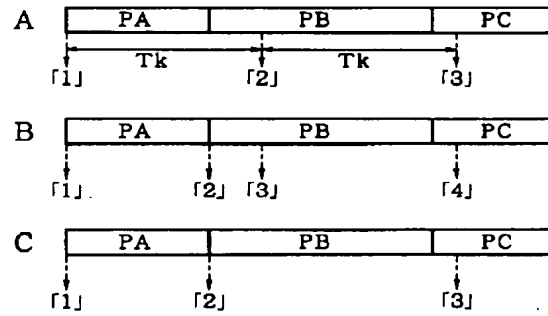 A PA PB PC
Tk Tk
「1」 「2」 「3」
B PA PB PC
「1」 「2」 「3」 「4」
C PA PB PC
「1」 「2」 「3」